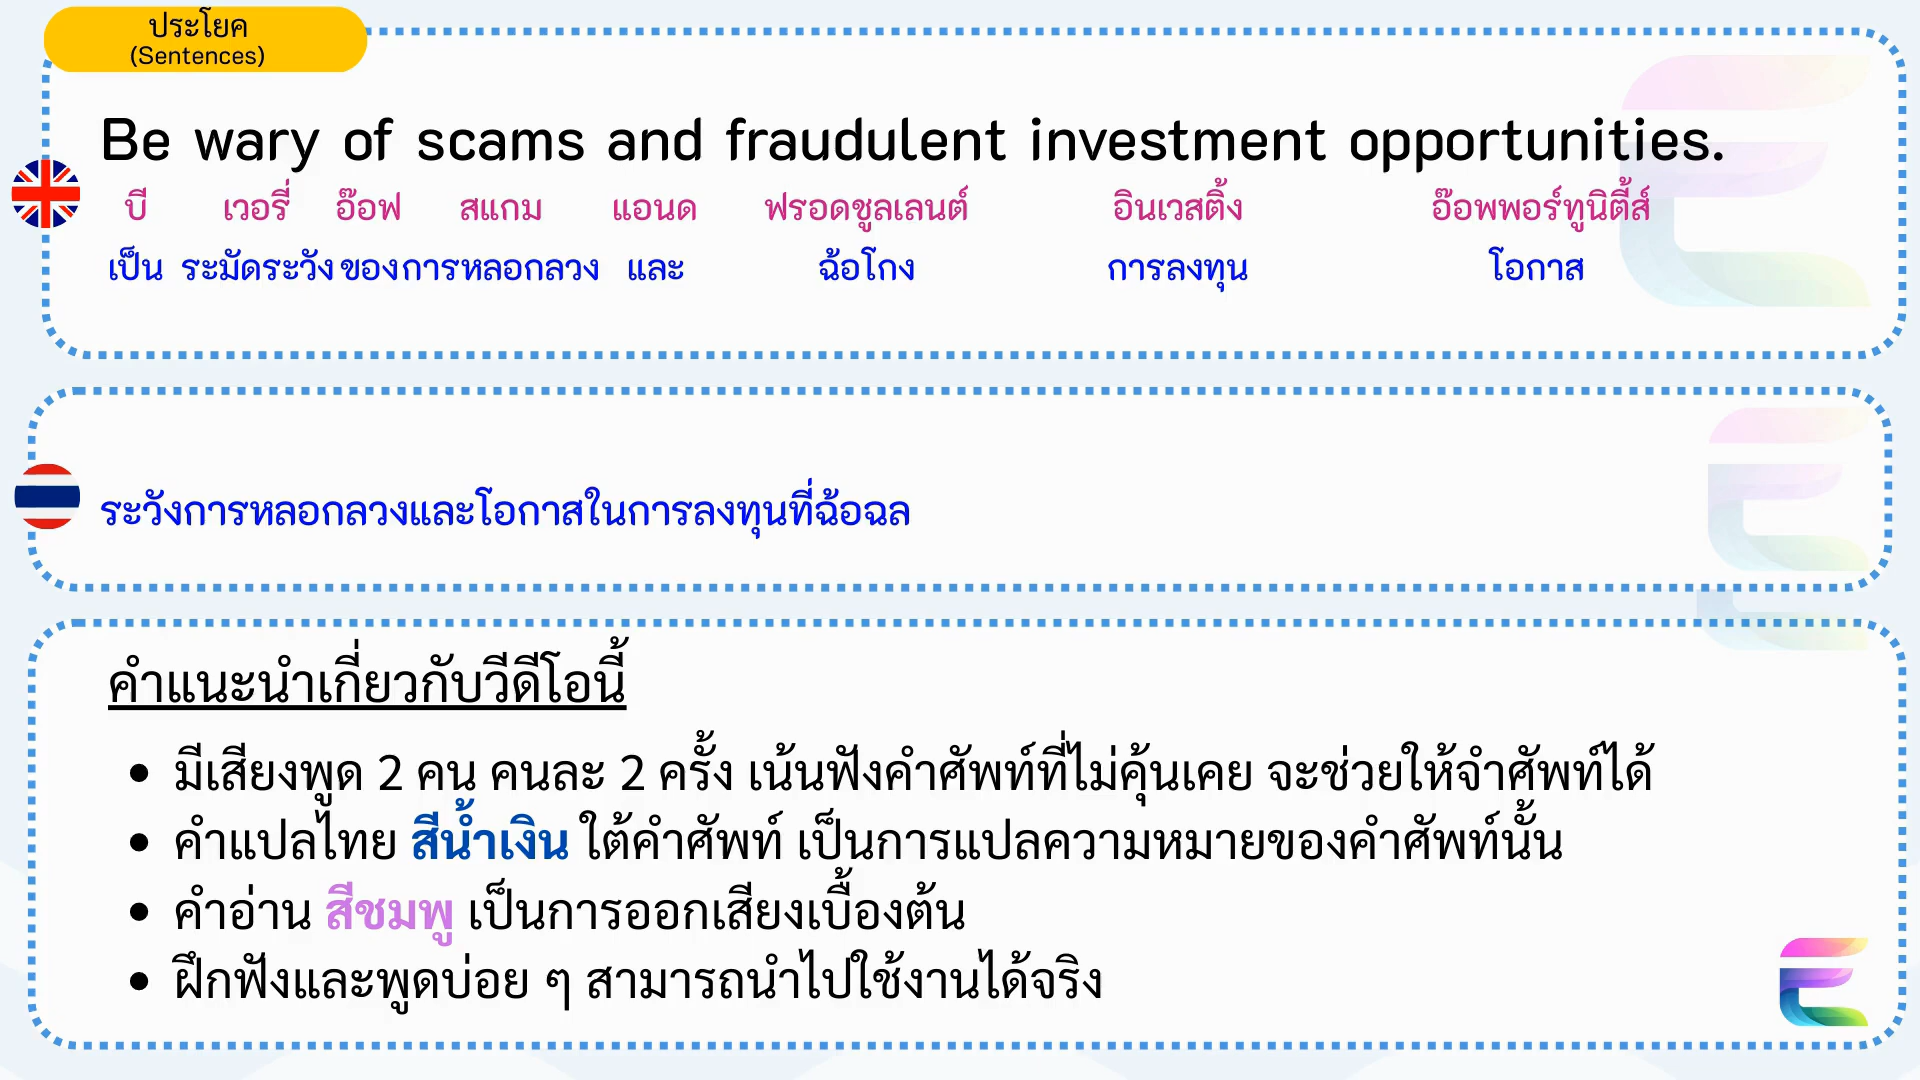 ประโยค
(Sentences)
Be wary of scams and fraudulent investment opportunities.
บี เวอรี่ อ๊อฟ สแกม แอนด ฟรอดชูลเลนต์ อินเวสติ้ง อ๊อพพอร์ทูนิตี้ส์
เป็น ระมัดระวัง ของ การหลอกลวง และ ฉ้อโกง การลงทุน โอกาส
ระวังการหลอกลวงและโอกาสในการลงทุนที่ฉ้อฉล
คำแนะนำเกี่ยวกับวีดีโอนี้
• มีเสียงพูด 2 คน คนละ 2 ครั้ง เน้นฟังคำศัพท์ที่ไม่คุ้นเคย จะช่วยให้จำศัพท์ได้
• คำแปลไทย สีน้ำเงิน ใต้คำศัพท์ เป็นการแปลความหมายของคำศัพท์นั้น
• คำอ่าน สีชมพู เป็นการออกเสียงเบื้องต้น
• ฝึกฟังและพูดบ่อย ๆ สามารถนำไปใช้งานได้จริง